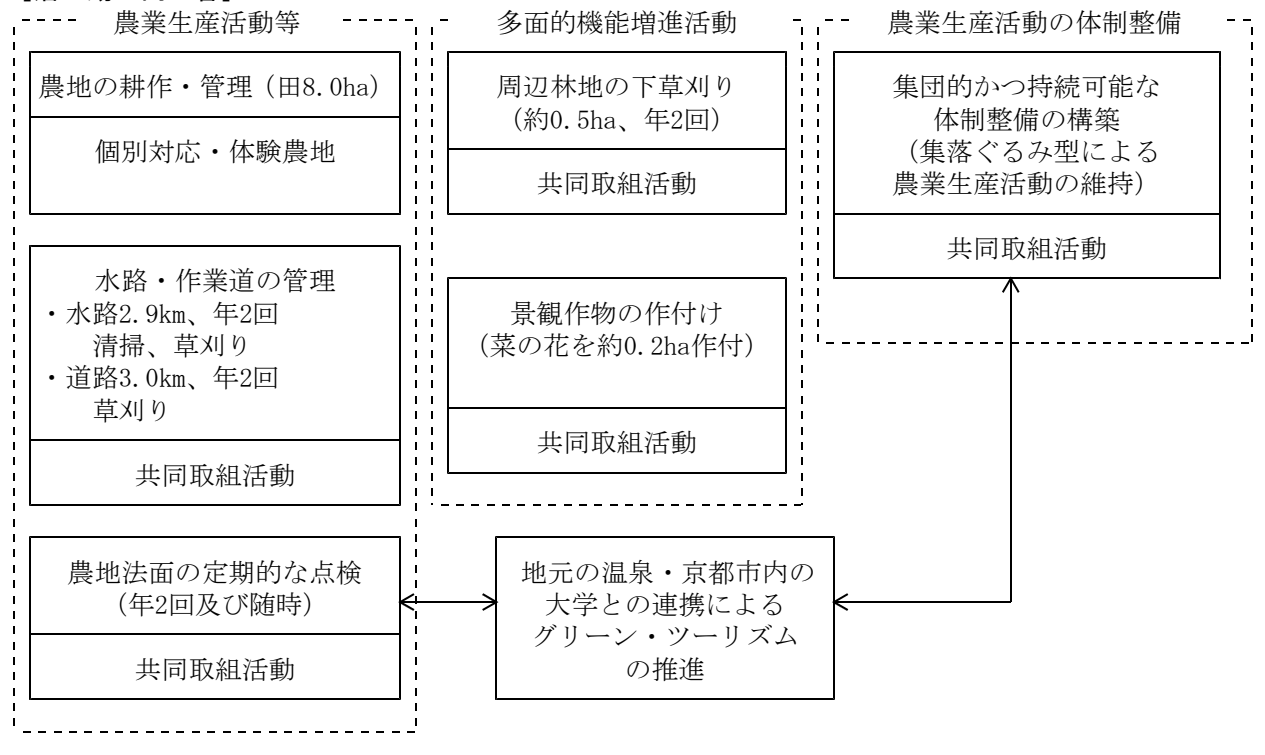 農業生産活動等
農地の耕作・管理（田8.0ha）
個別対応・体験農地
水路・作業道の管理
・水路2.9km、年2回
清掃、草刈り
・道路3.0km、年2回
草刈り
共同取組活動
農地法面の定期的な点検
（年2回及び随時）
共同取組活動
多面的機能増進活動
周辺林地の下草刈り
（約0.5ha、年2回）
共同取組活動
景観作物の作付け
（菜の花を約0.2ha作付）
共同取組活動
地元の温泉・京都市内の
大学との連携による
グリーン・ツーリズム
の推進
農業生産活動の体制整備
集団的かつ持続可能な
体制整備の構築
（集落ぐるみ型による
農業生産活動の維持）
共同取組活動